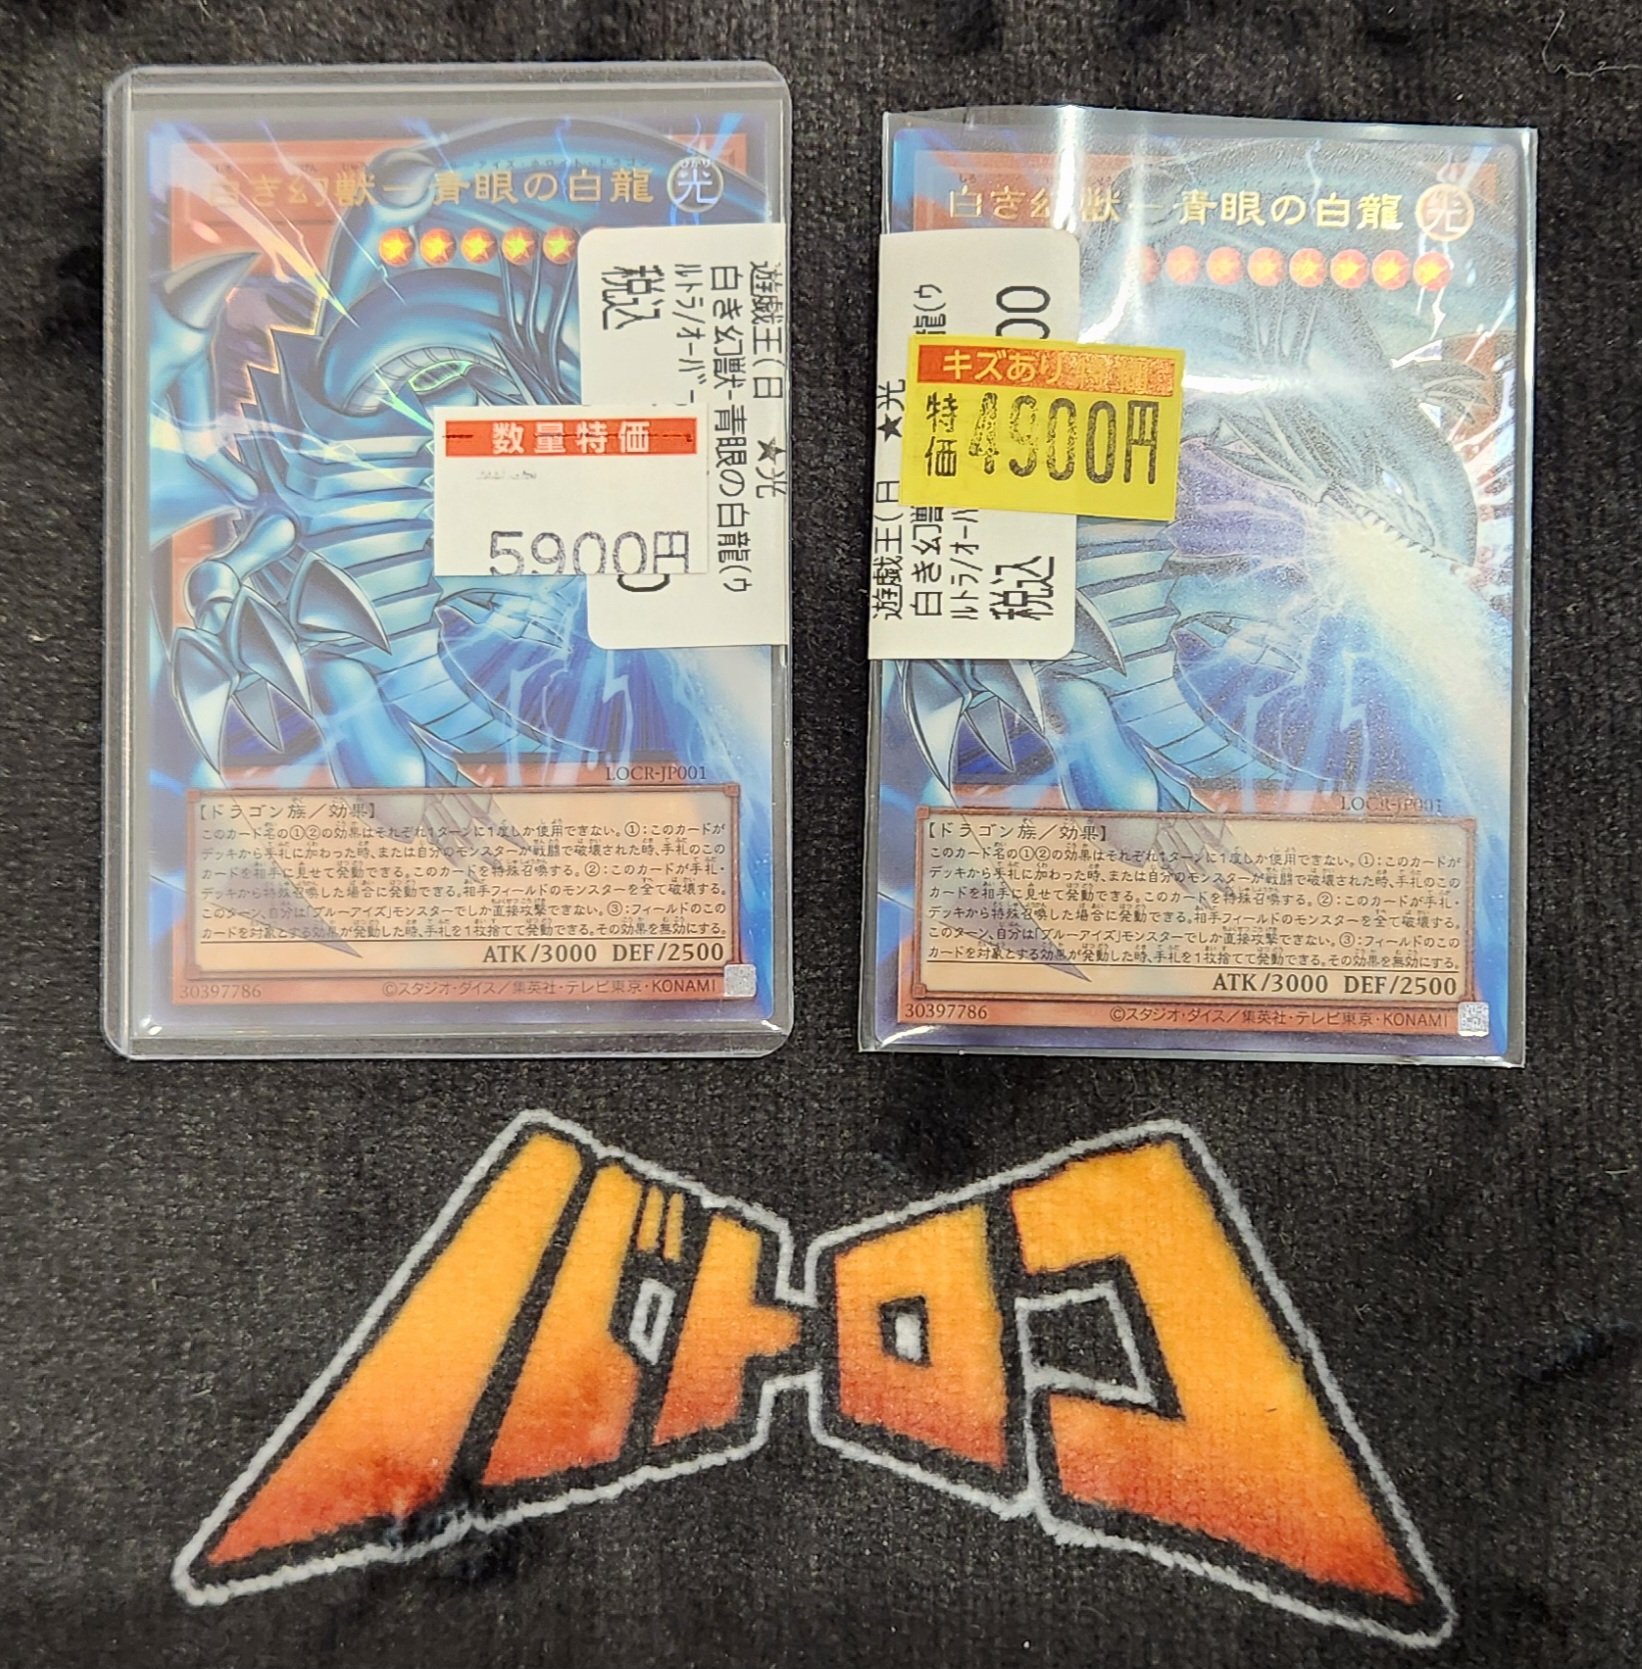 白き幻獣－青眼の白龍
光
遊戯王(日 ★光
白き幻獣-青眼の白龍(ウ
ルトラ/オーバー
税込
数量特価
5900円
LOCR-JP001
【ドラゴン族／効果】
このカード名の①②の効果はそれぞれ1ターンに1度しか使用できない。①:このカードが
デッキから手札に加わった時、または自分のモンスターが戦闘で破壊された時、手札のこの
カードを相手に見せて発動できる。このカードを特殊召喚する。②:このカードが手札・
デッキから特殊召喚した場合に発動できる。相手フィールドのモンスターを全て破壊する。
このターン、自分は「ブルーアイズ」モンスターでしか直接攻撃できない。③:フィールドのこの
カードを対象とする効果が発動した時、手札を1枚捨てて発動できる。その効果を無効にする。
ATK/3000 DEF/2500
30397786 ©スタジオ・ダイス／集英社・テレビ東京・KONAMI
白き幻獣－青眼の白龍
光
遊戯王(日 ★光
白き幻獣
龍(ウ
ルトラ/オーバ
税込
00
キズあり
特価 4900円
LOCR-JP001
【ドラゴン族／効果】
このカード名の①②の効果はそれぞれ1ターンに1度しか使用できない。①:このカードが
デッキから手札に加わった時、または自分のモンスターが戦闘で破壊された時、手札のこの
カードを相手に見せて発動できる。このカードを特殊召喚する。②:このカードが手札・
デッキから特殊召喚した場合に発動できる。相手フィールドのモンスターを全て破壊する。
このターン、自分は「ブルーアイズ」モンスターでしか直接攻撃できない。③:フィールドのこの
カードを対象とする効果が発動した時、手札を1枚捨てて発動できる。その効果を無効にする。
ATK/3000 DEF/2500
30397786 ©スタジオ・ダイス／集英社・テレビ東京・KONAMI
バトロコ